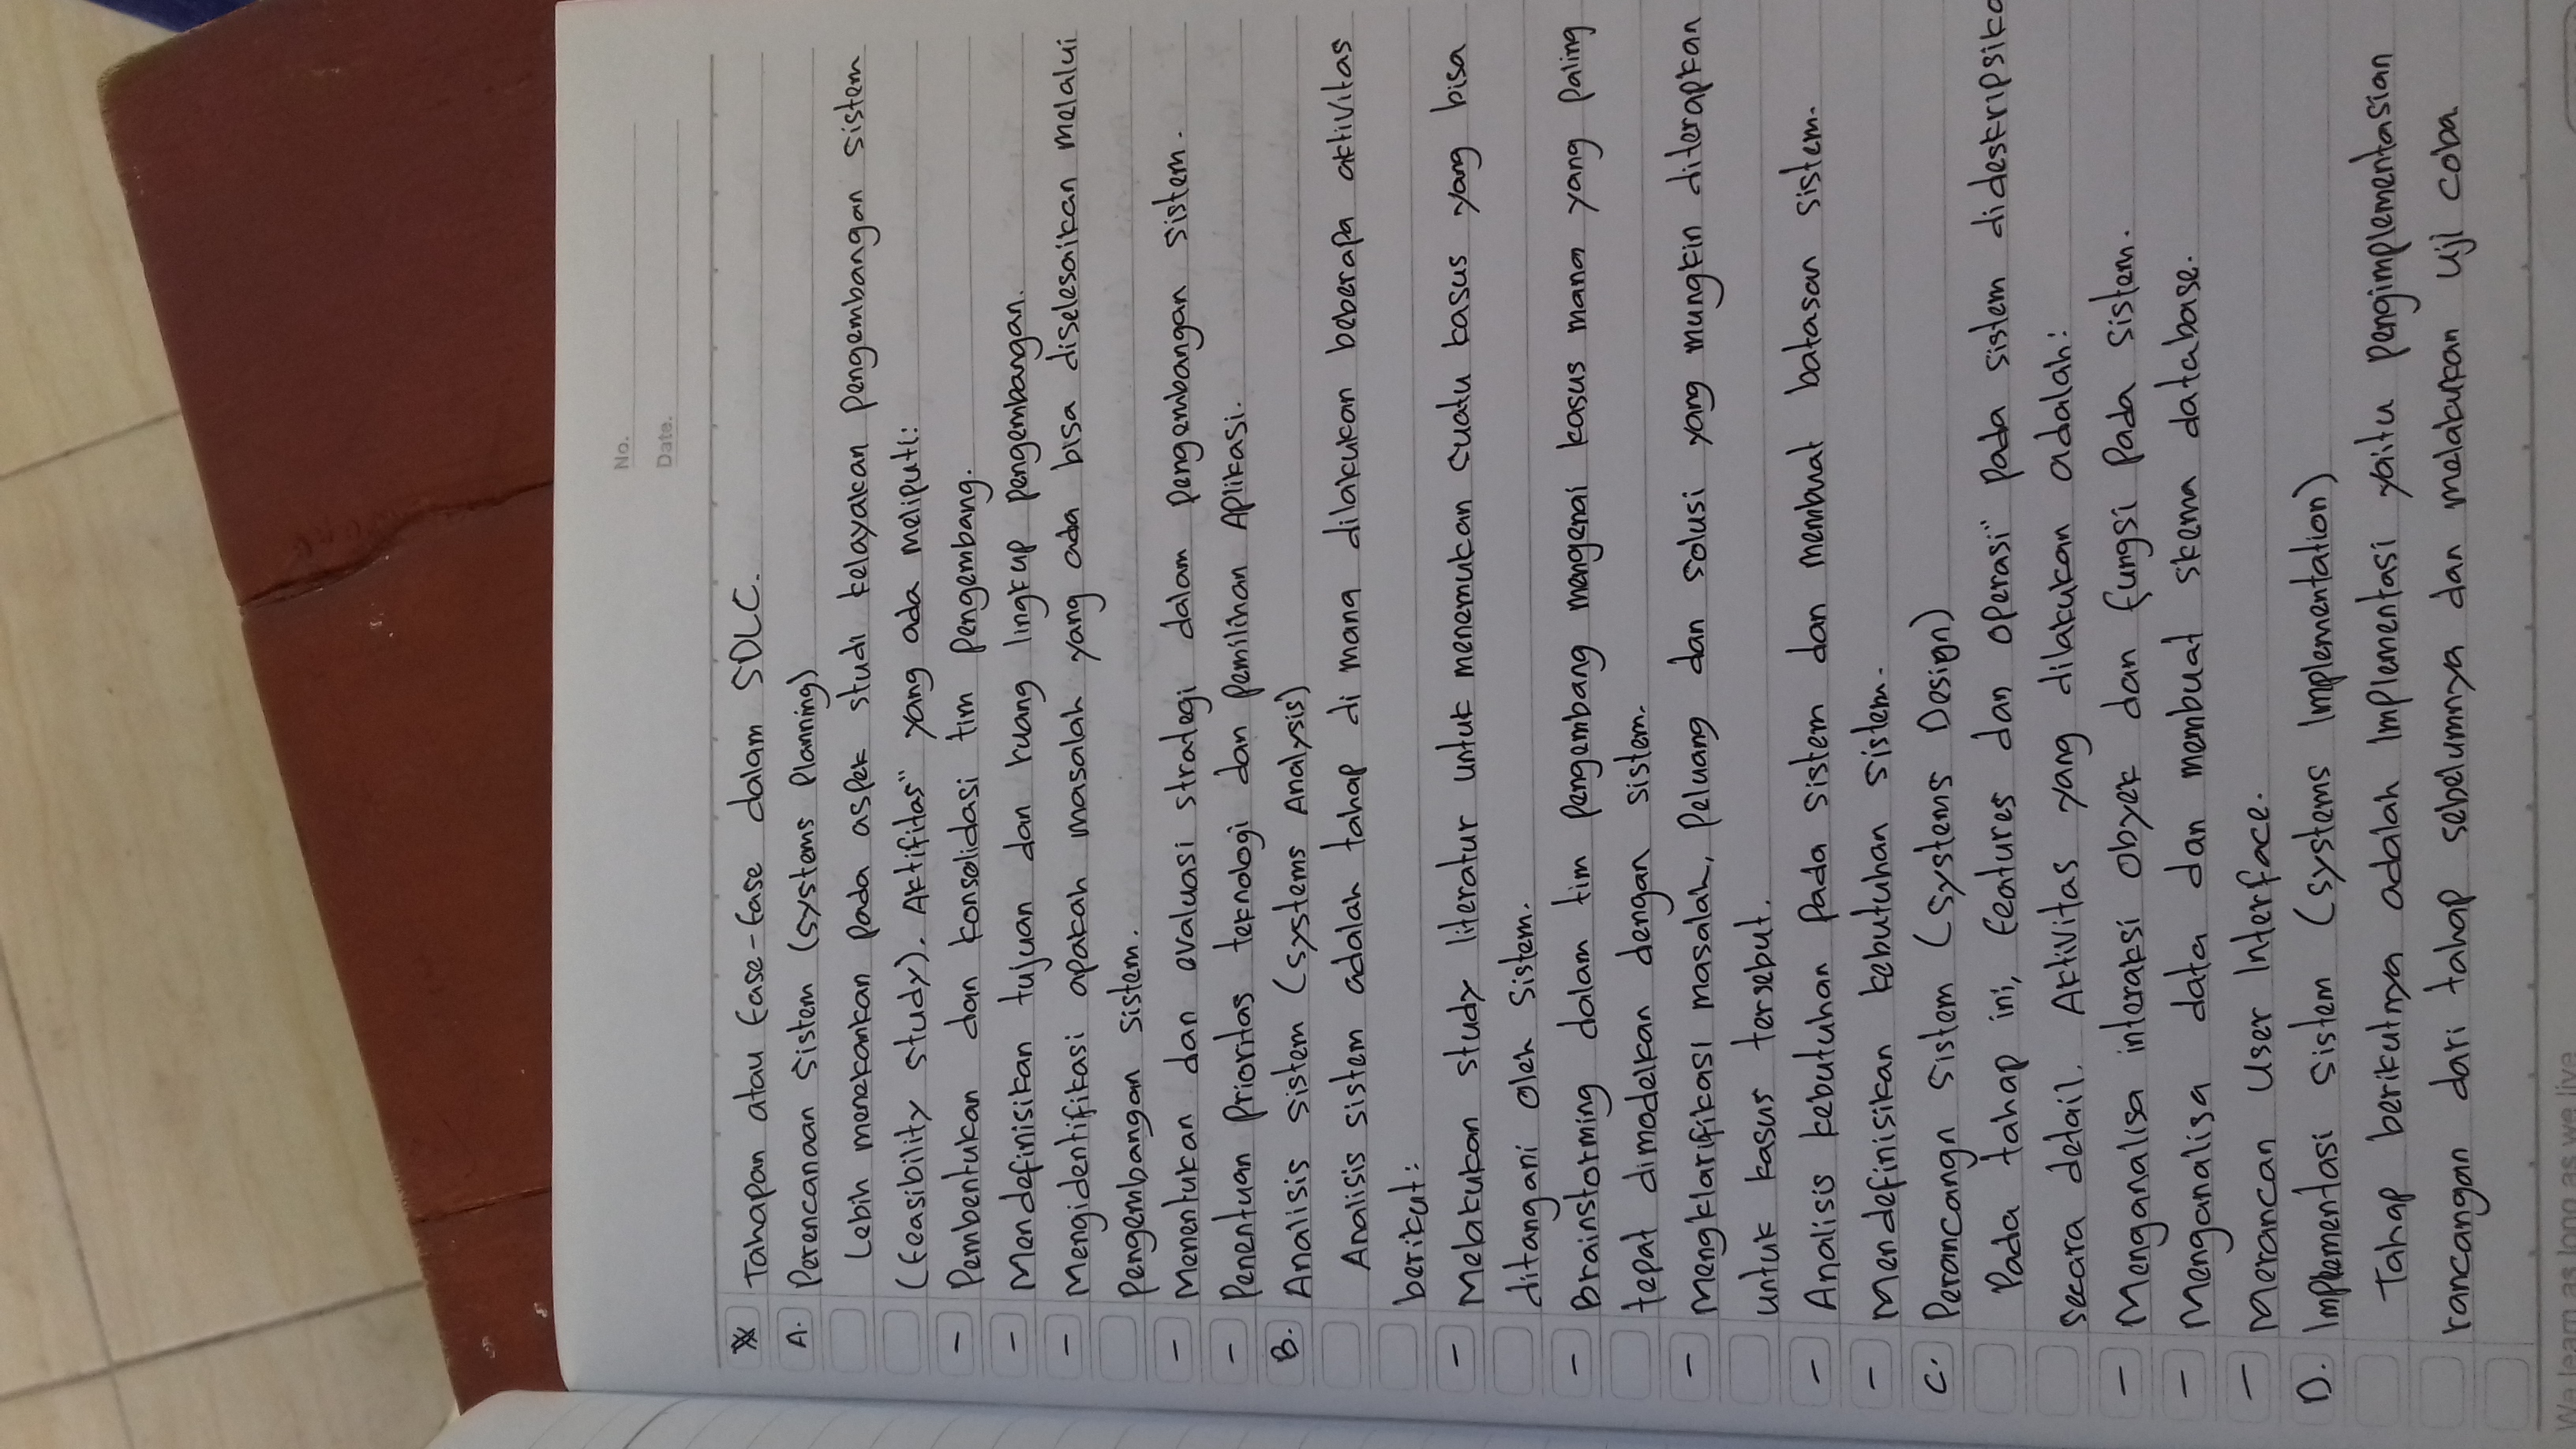 No.
Date.
※ Tahapan atau fase-fase dalam SDLC.
A. Perencanaan Sistem (Systems Planning)
Lebih menekankan pada aspek studi kelayakan pengembangan sistem
(feasibility study). Aktifitas" yang ada meliputi:
- Pembentukan dan konsolidasi tim pengembang.
- Mendefinisikan tujuan dan ruang lingkup pengembangan.
- Mengidentifikasi apakah masalah yang ada bisa diselesaikan melalui
pengembangan sistem.
- Menentukan dan evaluasi strategi dalam pengembangan sistem.
- Penentuan Prioritas teknologi dan pemilihan Aplikasi.
B. Analisis sistem (Systems Analysis)
Analisis sistem adalah tahap di mana dilakukan beberapa aktivitas
berikut:
- Melakukan study literatur untuk menemukan suatu kasus yang bisa
ditangani oleh Sistem.
- Brainstorming dalam tim pengembang mengenai kasus mana yang paling
tepat dimodelkan dengan sistem.
- Mengklarifikasi masalah, Peluang dan solusi yang mungkin diterapkan
untuk kasus tersebut.
- Analisis kebutuhan pada sistem dan membuat batasan sistem.
- Mendefinisikan kebutuhan sistem.
C. Perancangn Sistem (Systems Design)
Pada tahap ini, features dan operasi" pada sistem dideskripsika
secara detail. Aktivitas yang dilakukan adalah:
- Menganalisa interaksi obyek dan fungsi pada sistem.
- Menganalisa data dan membuat skema database.
- Merancan User Interface.
D. Implementasi Sistem (Systems Implementation)
Tahap berikutnya adalah Implementasi yaitu pengimplementasian
rancangan dari tahap sebelumnya dan melakukan uji coba
We learn as long as we live